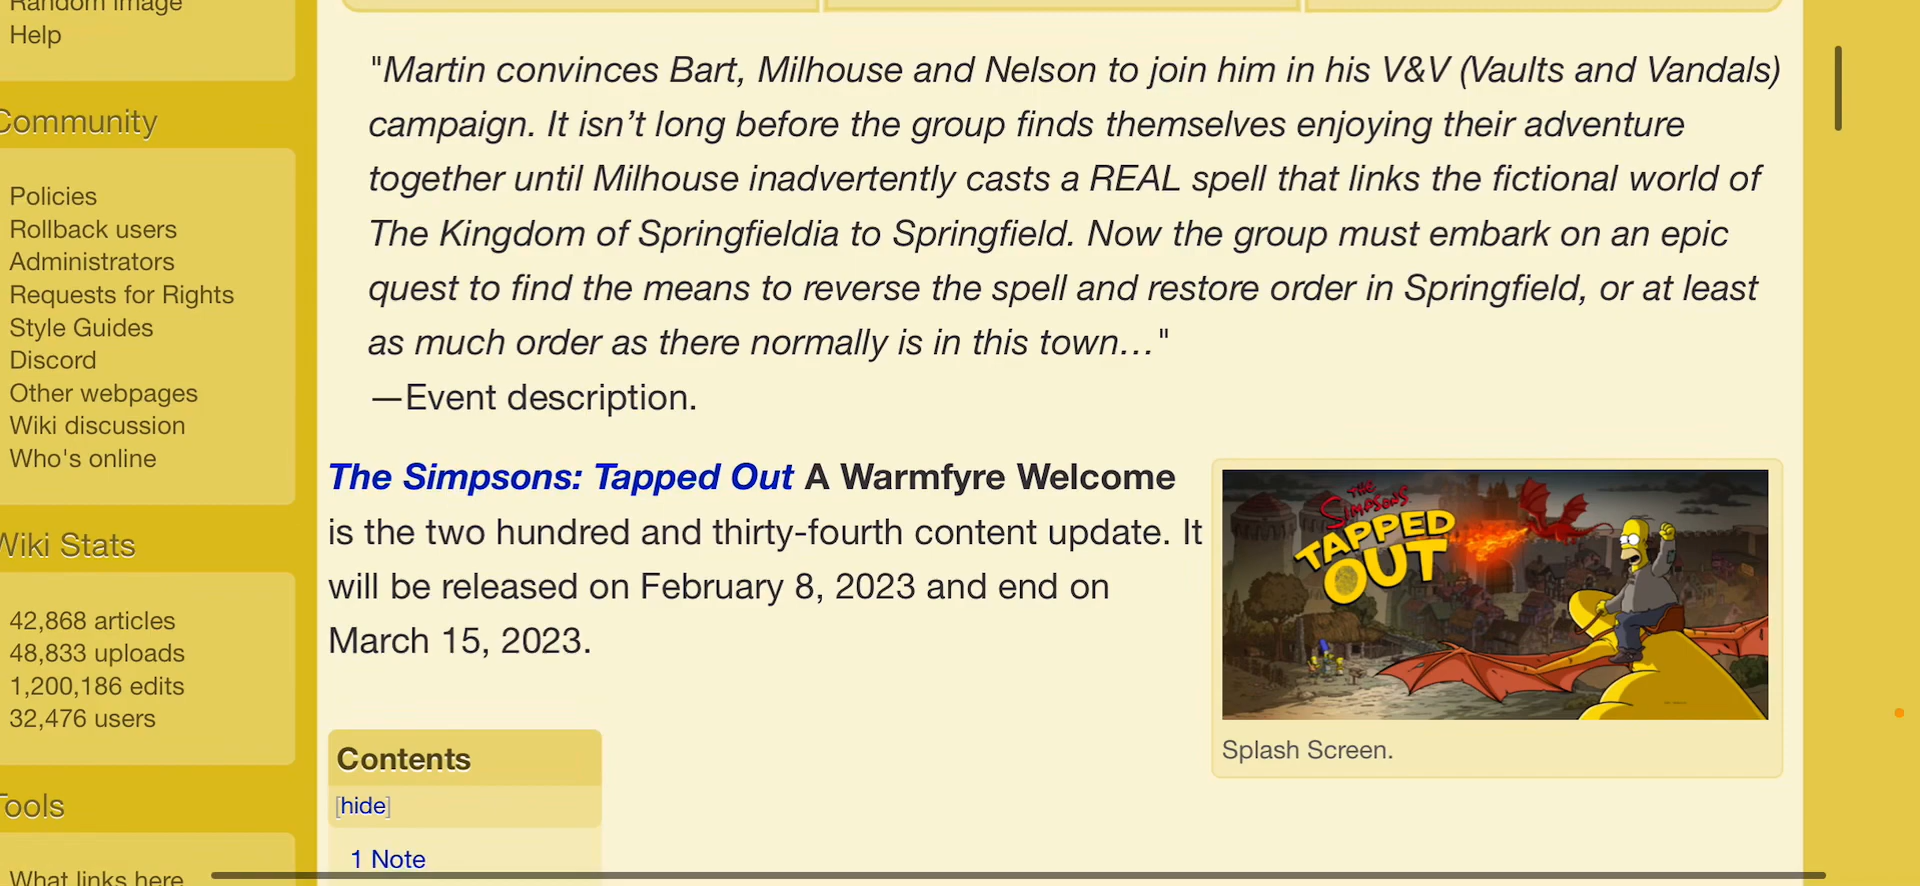 Random Image
Help
Community
Policies
Rollback users
Administrators
Requests for Rights
Style Guides
Discord
Other webpages
Wiki discussion
Who's online
Wiki Stats
42,868 articles
48,833 uploads
1,200,186 edits
32,476 users
Tools
What links here
"Martin convinces Bart, Milhouse and Nelson to join him in his V&V (Vaults and Vandals)
campaign. It isn’t long before the group finds themselves enjoying their adventure
together until Milhouse inadvertently casts a REAL spell that links the fictional world of
The Kingdom of Springfieldia to Springfield. Now the group must embark on an epic
quest to find the means to reverse the spell and restore order in Springfield, or at least
as much order as there normally is in this town…"
—Event description.
The Simpsons: Tapped Out A Warmfyre Welcome
is the two hundred and thirty-fourth content update. It
will be released on February 8, 2023 and end on
March 15, 2023.
THE
SIMPSONS
TAPPED
OUT
Splash Screen.
Contents
[hide]
1 Note